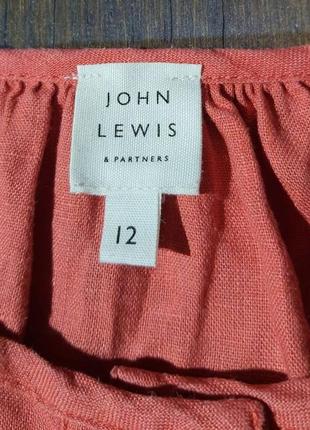 JOHN
LEWIS
& PARTNERS
12